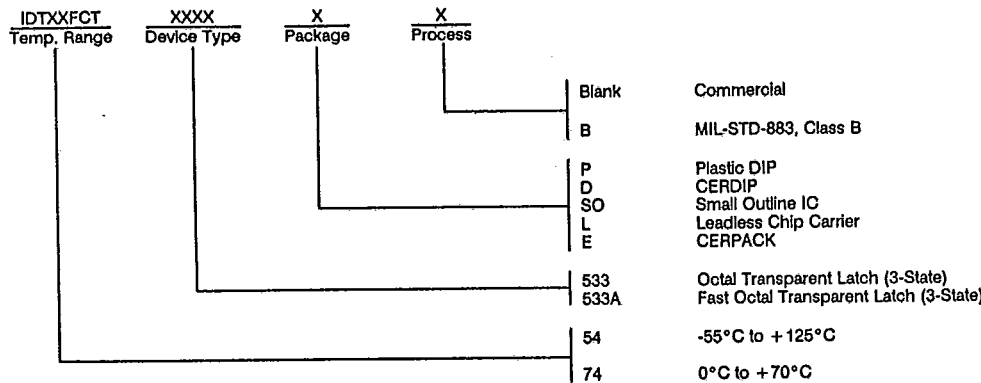 IDTXXFCT XXXX X X
Temp. Range Device Type Package Process
Blank Commercial
B MIL-STD-883, Class B
P Plastic DIP
D CERDIP
SO Small Outline IC
L Leadless Chip Carrier
E CERPACK
533 Octal Transparent Latch (3-State)
533A Fast Octal Transparent Latch (3-State)
54 -55°C to +125°C
74 0°C to +70°C